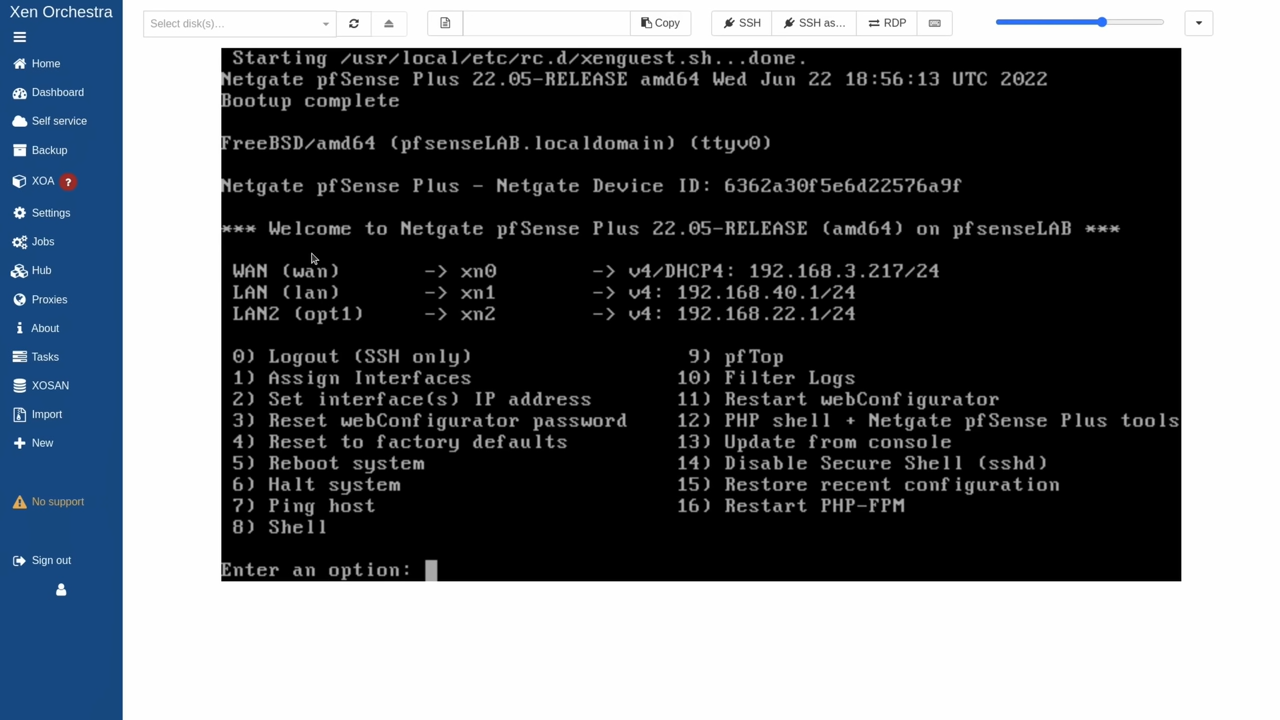 Xen Orchestra
Home
Dashboard
Self service
Backup
XOA ?
Settings
Jobs
Hub
Proxies
About
Tasks
XOSAN
Import
New
No support
Sign out
Select disk(s)…
Copy
SSH
SSH as…
RDP
Starting /usr/local/etc/rc.d/xenguest.sh...done.
Netgate pfSense Plus 22.05-RELEASE amd64 Wed Jun 22 18:56:13 UTC 2022
Bootup complete
FreeBSD/amd64 (pfsenseLAB.localdomain) (ttyv0)
Netgate pfSense Plus - Netgate Device ID: 6362a30f5e6d22576a9f
*** Welcome to Netgate pfSense Plus 22.05-RELEASE (amd64) on pfsenseLAB ***
WAN (wan) -> xn0 -> v4/DHCP4: 192.168.3.217/24
LAN (lan) -> xn1 -> v4: 192.168.40.1/24
LAN2 (opt1) -> xn2 -> v4: 192.168.22.1/24
0) Logout (SSH only) 9) pfTop
1) Assign Interfaces 10) Filter Logs
2) Set interface(s) IP address 11) Restart webConfigurator
3) Reset webConfigurator password 12) PHP shell + Netgate pfSense Plus tools
4) Reset to factory defaults 13) Update from console
5) Reboot system 14) Disable Secure Shell (sshd)
6) Halt system 15) Restore recent configuration
7) Ping host 16) Restart PHP-FPM
8) Shell
Enter an option: